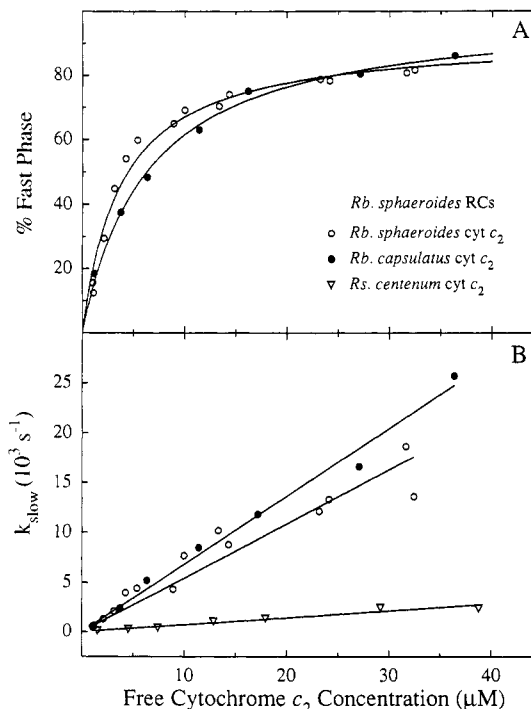 A
% Fast Phase
80
60
40
20
Rb. sphaeroides RCs
Rb. sphaeroides cyt c2
Rb. capsulatus cyt c2
Rs. centenum cyt c2
B
kslow (10³ s⁻¹)
25
20
15
10
5
0
10 20 30 40
Free Cytochrome c2 Concentration (µM)